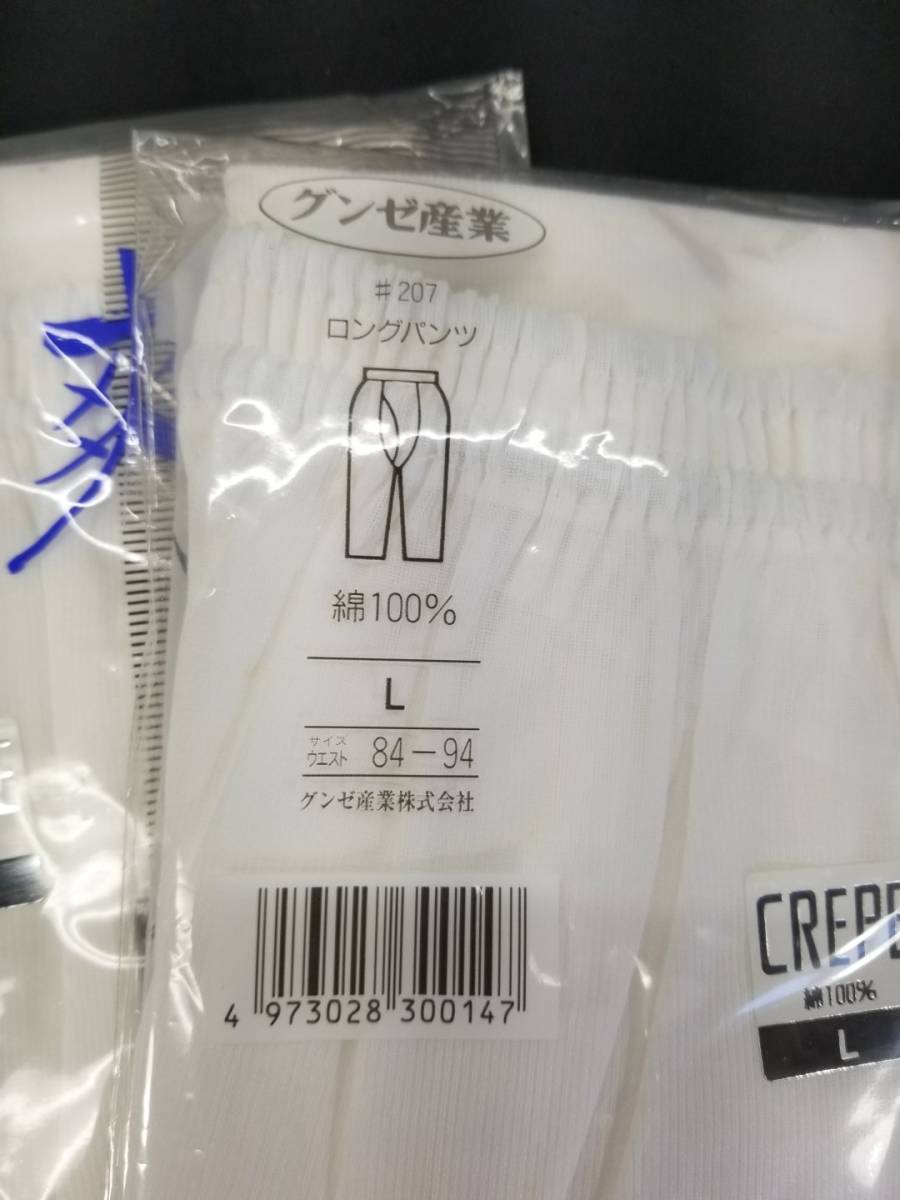 グンゼ産業
#207
ロングパンツ
綿100%
L
サイズ
ウエスト 84-94
グンゼ産業株式会社
4 973028 300147
CREPE
綿100%
L